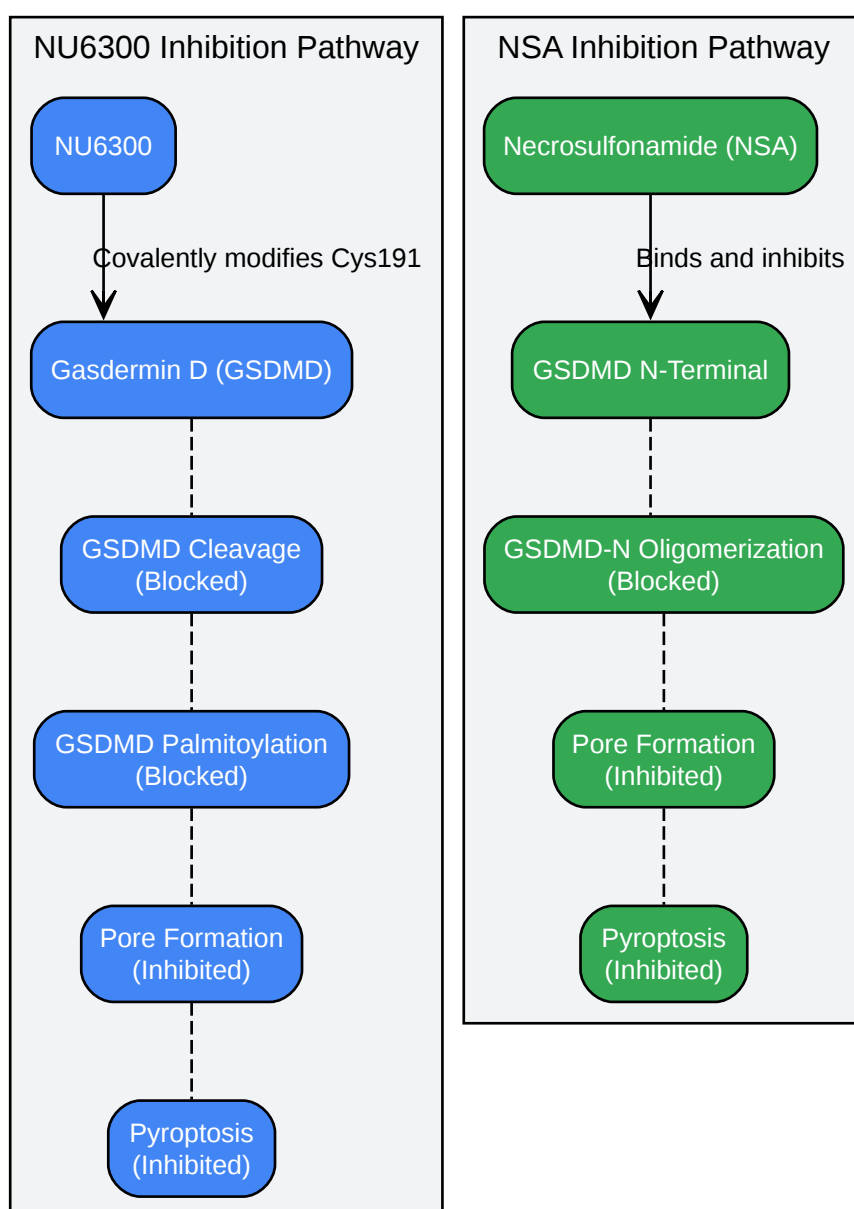 NU6300 Inhibition Pathway
NU6300
Covalently modifies Cys191
Gasdermin D (GSDMD)
GSDMD Cleavage
(Blocked)
GSDMD Palmitoylation
(Blocked)
Pore Formation
(Inhibited)
Pyroptosis
(Inhibited)
NSA Inhibition Pathway
Necrosulfonamide (NSA)
Binds and inhibits
GSDMD N-Terminal
GSDMD-N Oligomerization
(Blocked)
Pore Formation
(Inhibited)
Pyroptosis
(Inhibited)